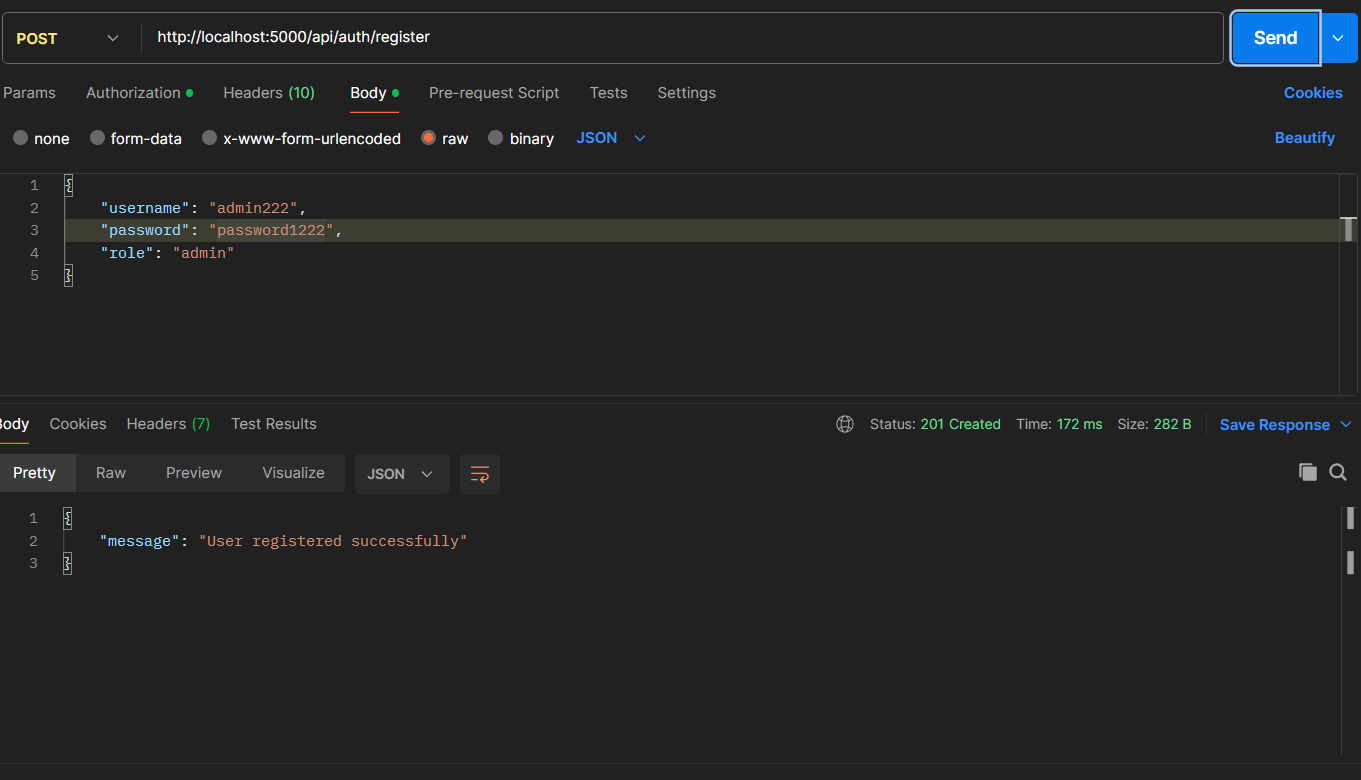 POST http://localhost:5000/api/auth/register Send
Params Authorization Headers (10) Body Pre-request Script Tests Settings Cookies
none form-data x-www-form-urlencoded raw binary JSON Beautify
1 {
2 "username": "admin222",
3 "password": "password1222",
4 "role": "admin"
5 }
Body Cookies Headers (7) Test Results Status: 201 Created Time: 172 ms Size: 282 B Save Response
Pretty Raw Preview Visualize JSON
1 {
2 "message": "User registered successfully"
3 }